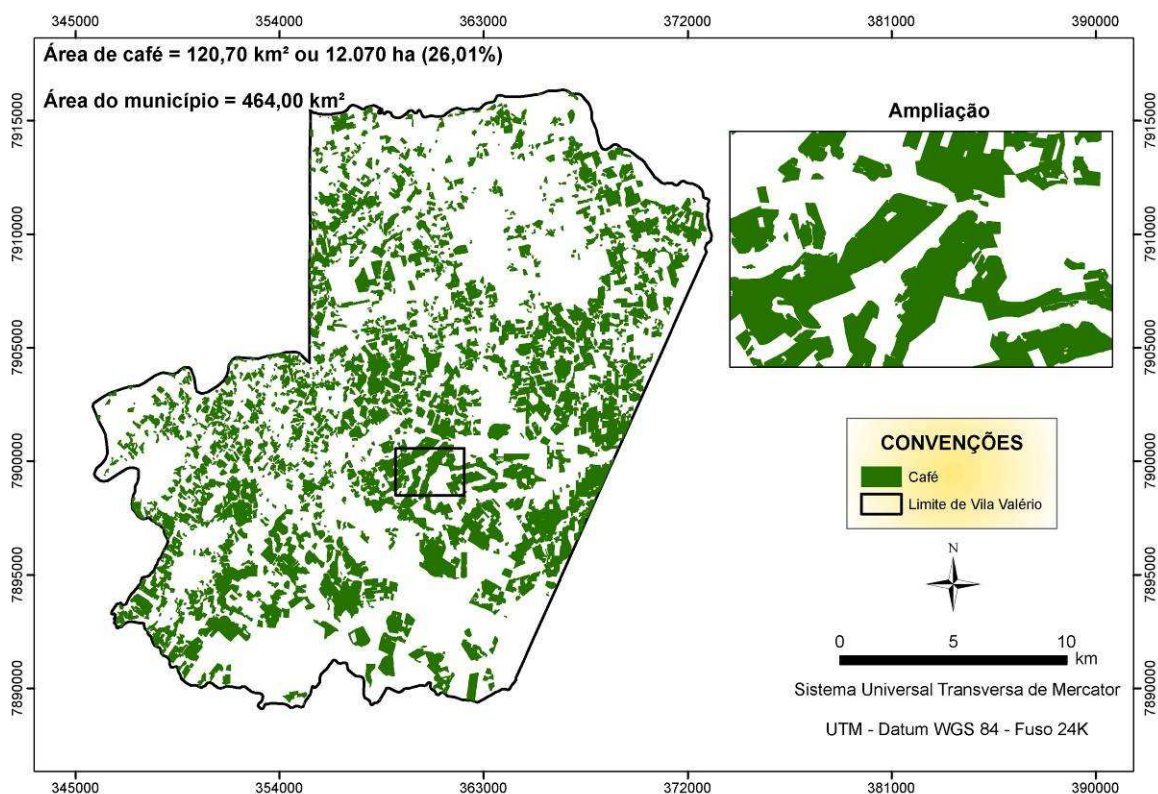 345000 354000 363000 372000 381000 390000
Área de café = 120,70 km² ou 12.070 ha (26,01%)
Área do município = 464,00 km²
Ampliação
7915000
7910000
7905000
7900000
7895000
7890000
7915000
7910000
7905000
7900000
7895000
7890000
CONVENÇÕES
Café
Limite de Vila Valério
N
0 5 10
km
Sistema Universal Transversa de Mercator
UTM - Datum WGS 84 - Fuso 24K
345000 354000 363000 372000 381000 390000